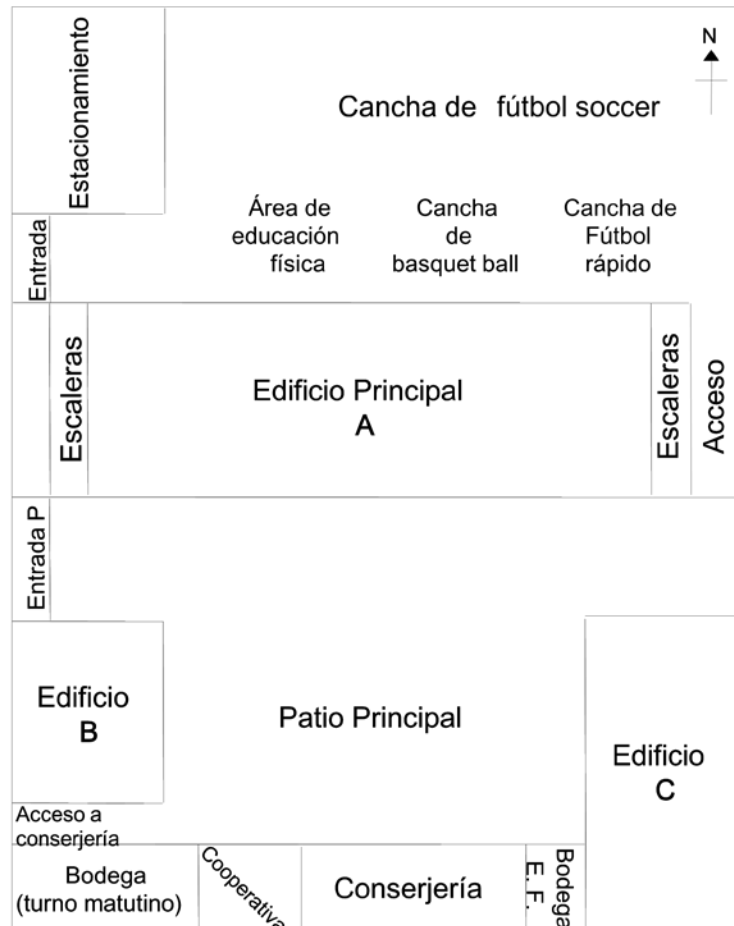 Estacionamiento
N
Cancha de fútbol soccer
Entrada
Área de
educación
física
Cancha
de
basquet ball
Cancha de
Fútbol
rápido
Escaleras
Edificio Principal
A
Escaleras
Acceso
Entrada P
Edificio
B
Patio Principal
Edificio
C
Acceso a
conserjería
Bodega
(turno matutino)
Cooperativa
Conserjería
Bodega
E. F.